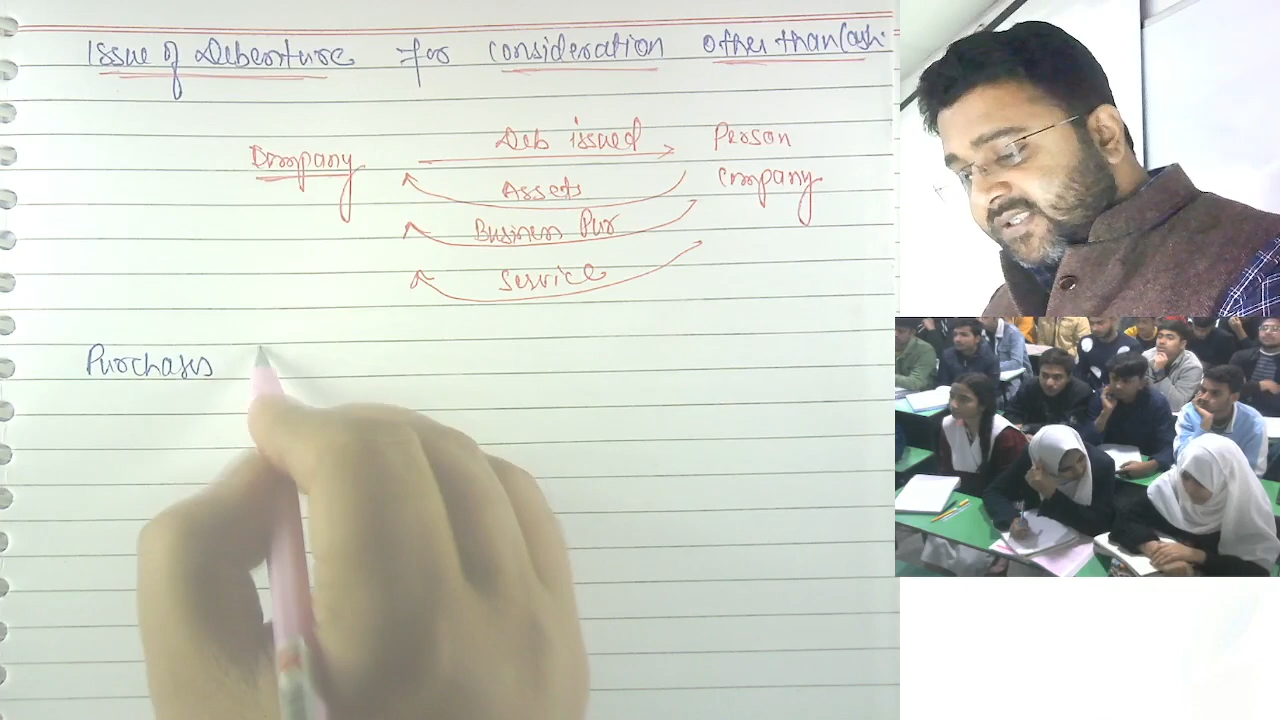 Issue of Debenture for consideration other than Cash.
Deb issued Person
Company
Assets Company
Business Pur
Service
Purchases